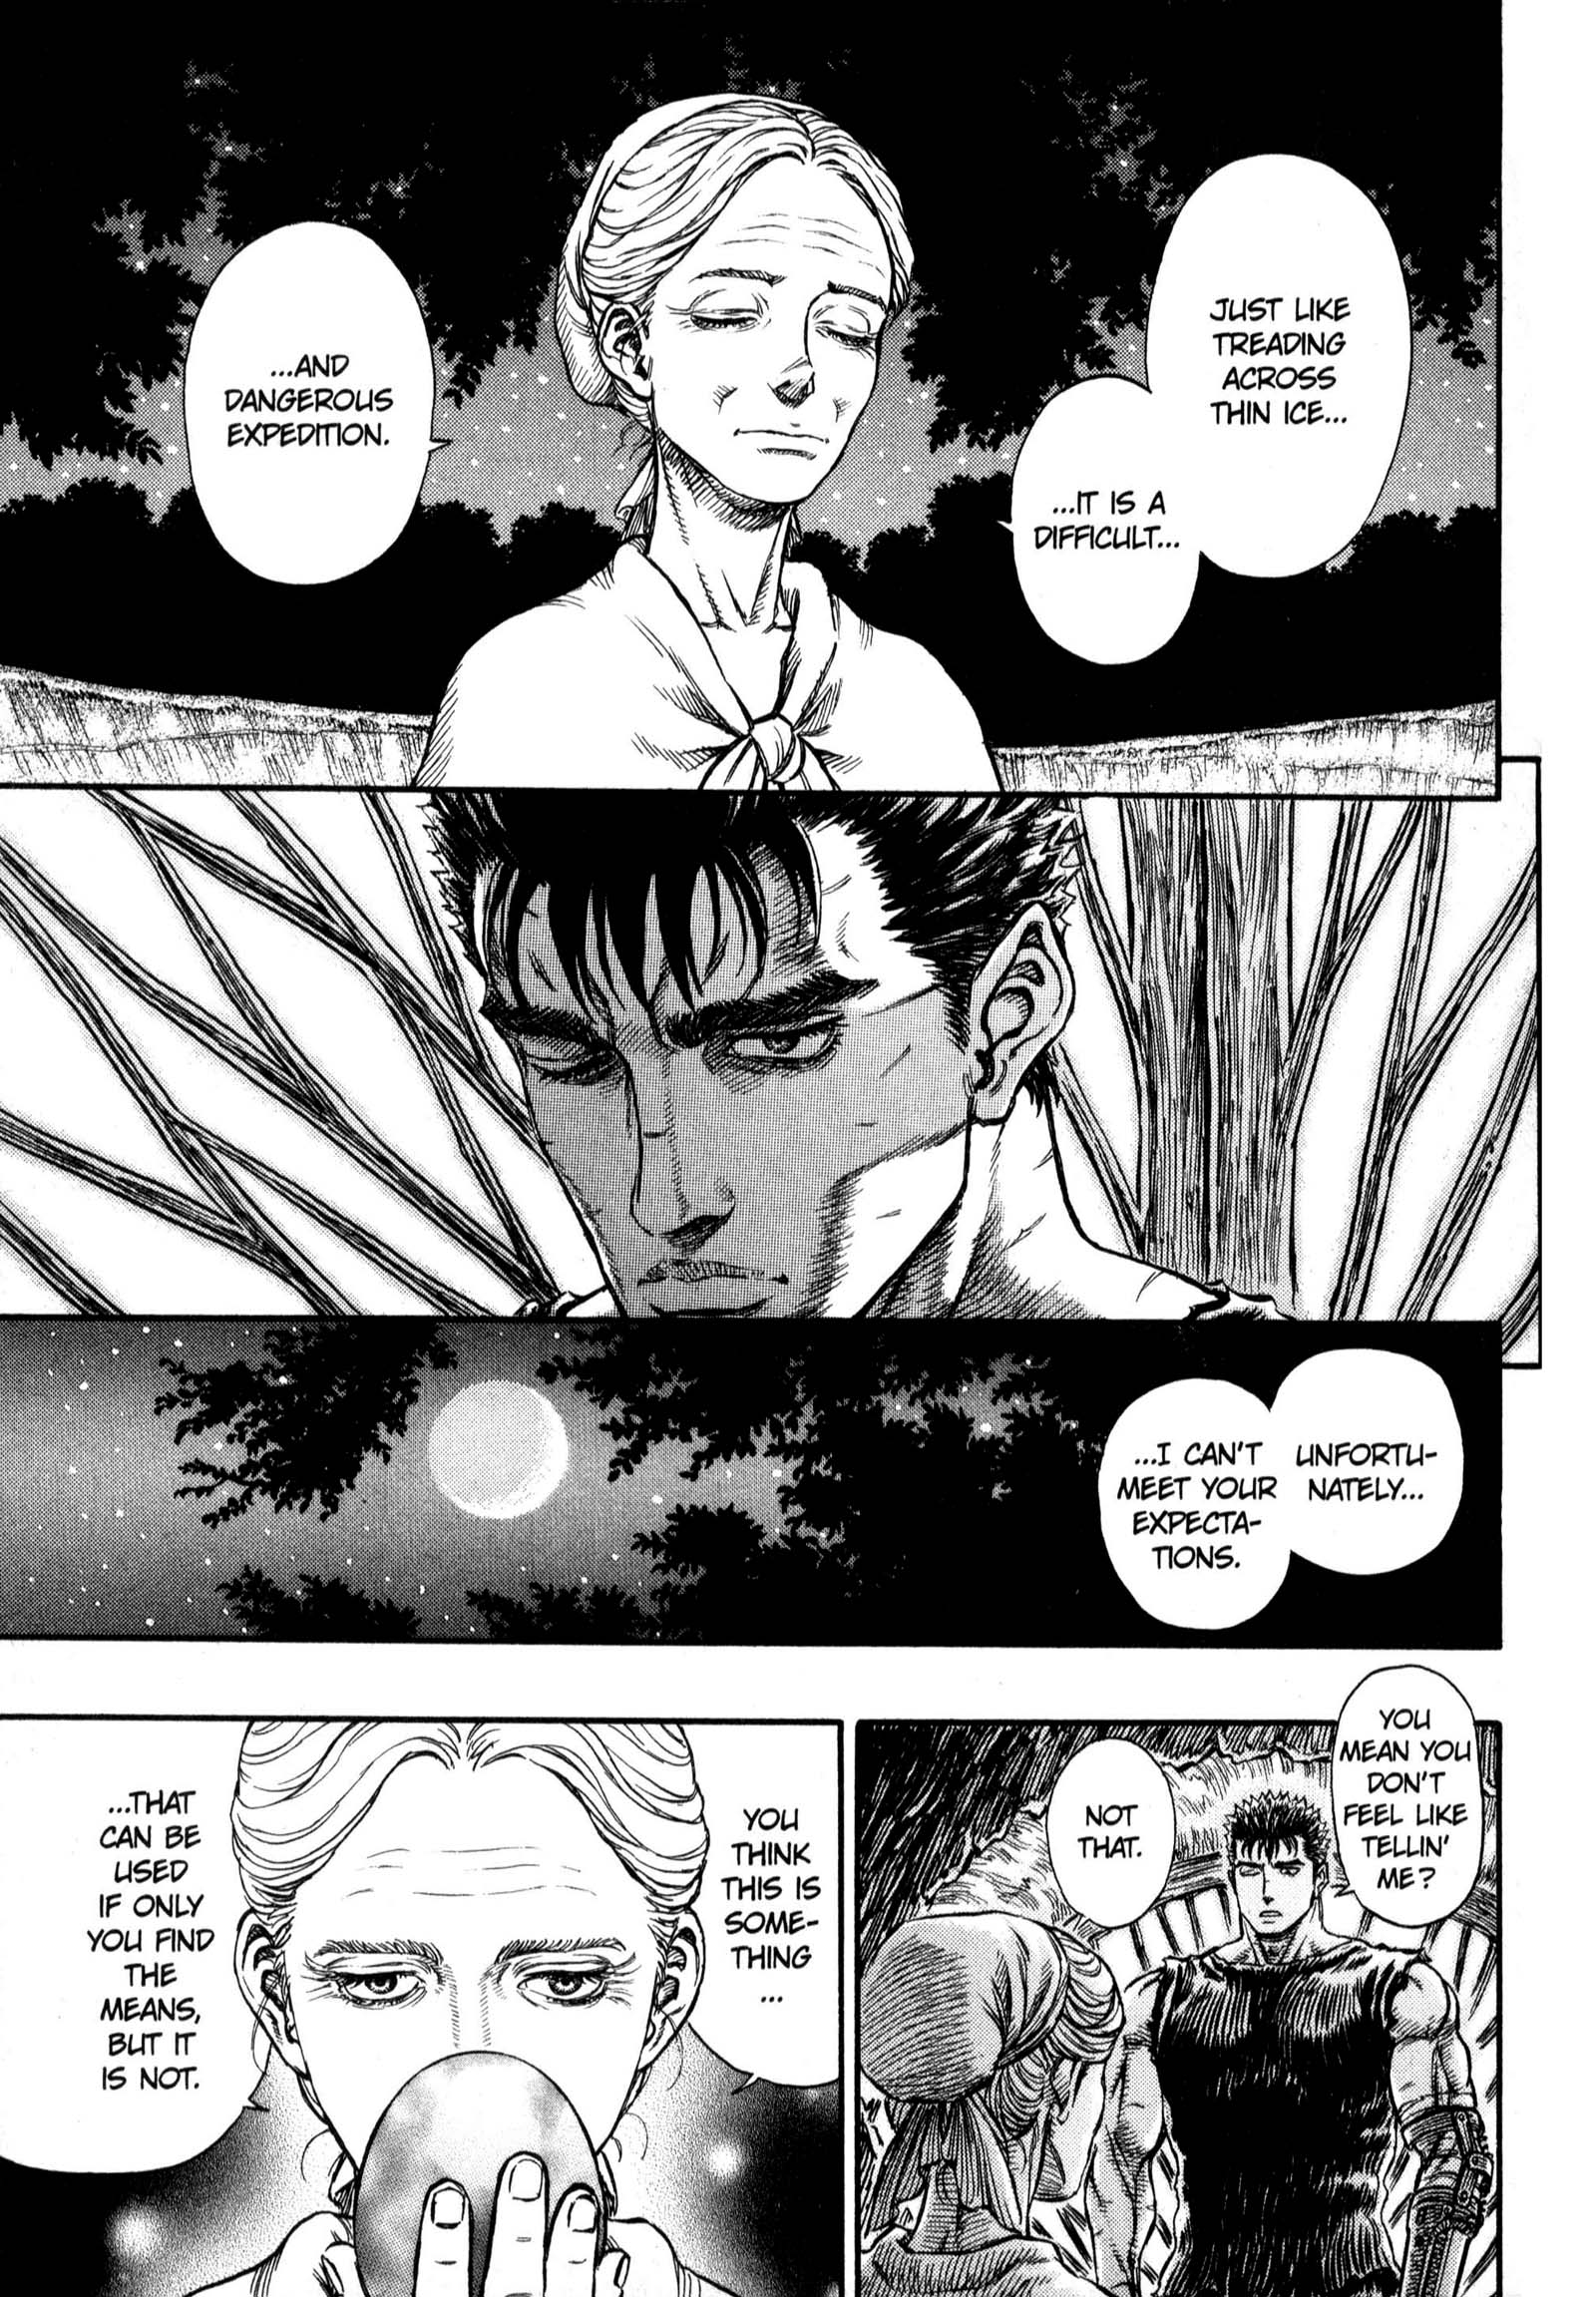 JUST LIKE
TREADING
ACROSS
THIN ICE...
...IT IS A
DIFFICULT...
...AND
DANGEROUS
EXPEDITION.
UNFORTU-
NATELY...
...I CAN'T
MEET YOUR
EXPECTA-
TIONS.
YOU
MEAN YOU
DON'T
FEEL LIKE
TELLIN'
ME?
NOT
THAT.
YOU
THINK
THIS IS
SOME-
THING
...
...THAT
CAN BE
USED
IF ONLY
YOU FIND
THE
MEANS,
BUT IT
IS NOT.